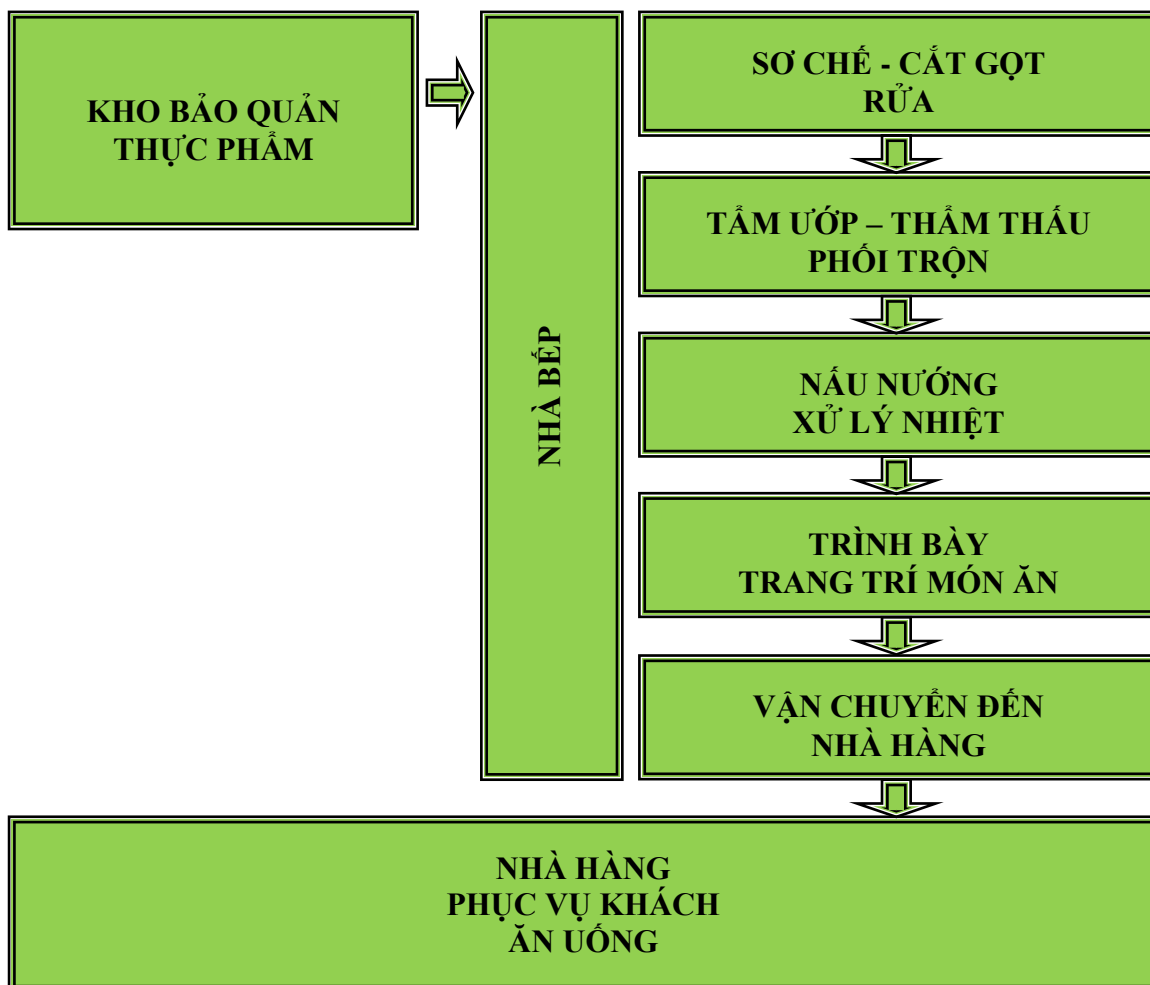 KHO BẢO QUẢN
THỰC PHẨM
NHÀ BẾP
SƠ CHẾ - CẮT GỌT
RỬA
TẨM ƯỚP – THẨM THẤU
PHỐI TRỘN
NẤU NƯỚNG
XỬ LÝ NHIỆT
TRÌNH BÀY
TRANG TRÍ MÓN ĂN
VẬN CHUYỂN ĐẾN
NHÀ HÀNG
NHÀ HÀNG
PHỤC VỤ KHÁCH
ĂN UỐNG